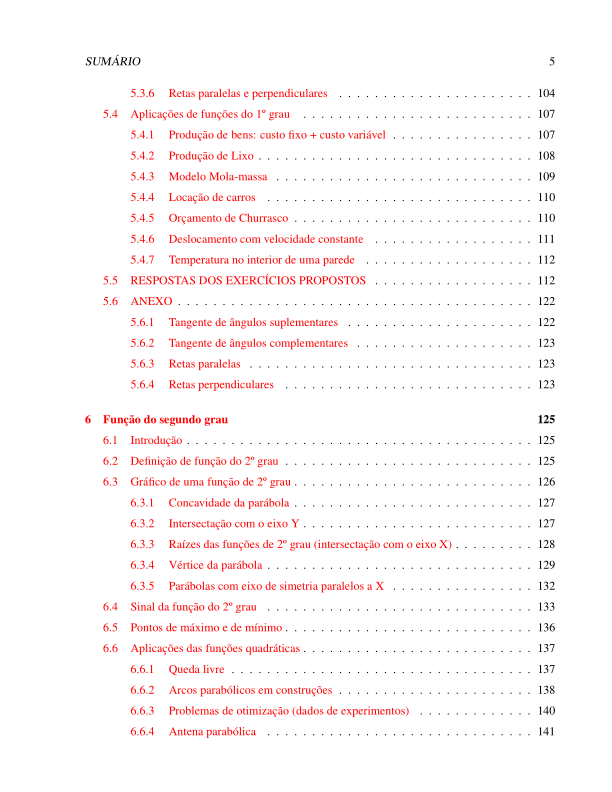 SUMÁRIO 5
5.3.6 Retas paralelas e perpendiculares . . . . . . . . . . . . . . . . . . . . . . 104
5.4 Aplicações de funções do 1º grau . . . . . . . . . . . . . . . . . . . . . . . . . . 107
5.4.1 Produção de bens: custo fixo + custo variável . . . . . . . . . . . . . . . . 107
5.4.2 Produção de Lixo . . . . . . . . . . . . . . . . . . . . . . . . . . . . . . . 108
5.4.3 Modelo Mola-massa . . . . . . . . . . . . . . . . . . . . . . . . . . . . . 109
5.4.4 Locação de carros . . . . . . . . . . . . . . . . . . . . . . . . . . . . . . 110
5.4.5 Orçamento de Churrasco . . . . . . . . . . . . . . . . . . . . . . . . . . . 110
5.4.6 Deslocamento com velocidade constante . . . . . . . . . . . . . . . . . . 111
5.4.7 Temperatura no interior de uma parede . . . . . . . . . . . . . . . . . . . 112
5.5 RESPOSTAS DOS EXERCÍCIOS PROPOSTOS . . . . . . . . . . . . . . . . . . 112
5.6 ANEXO . . . . . . . . . . . . . . . . . . . . . . . . . . . . . . . . . . . . . . . . 122
5.6.1 Tangente de ângulos suplementares . . . . . . . . . . . . . . . . . . . . . 122
5.6.2 Tangente de ângulos complementares . . . . . . . . . . . . . . . . . . . . 123
5.6.3 Retas paralelas . . . . . . . . . . . . . . . . . . . . . . . . . . . . . . . . 123
5.6.4 Retas perpendiculares . . . . . . . . . . . . . . . . . . . . . . . . . . . . 123
6 Função do segundo grau 125
6.1 Introdução . . . . . . . . . . . . . . . . . . . . . . . . . . . . . . . . . . . . . . . 125
6.2 Definição de função do 2º grau . . . . . . . . . . . . . . . . . . . . . . . . . . . . 125
6.3 Gráfico de uma função de 2º grau . . . . . . . . . . . . . . . . . . . . . . . . . . . 126
6.3.1 Concavidade da parábola . . . . . . . . . . . . . . . . . . . . . . . . . . . 127
6.3.2 Intersectação com o eixo Y . . . . . . . . . . . . . . . . . . . . . . . . . . 127
6.3.3 Raízes das funções de 2º grau (intersectação com o eixo X) . . . . . . . . . 128
6.3.4 Vértice da parábola . . . . . . . . . . . . . . . . . . . . . . . . . . . . . . 129
6.3.5 Parábolas com eixo de simetria paralelos a X . . . . . . . . . . . . . . . . 132
6.4 Sinal da função do 2º grau . . . . . . . . . . . . . . . . . . . . . . . . . . . . . . 133
6.5 Pontos de máximo e de mínimo . . . . . . . . . . . . . . . . . . . . . . . . . . . . 136
6.6 Aplicações das funções quadráticas . . . . . . . . . . . . . . . . . . . . . . . . . . 137
6.6.1 Queda livre . . . . . . . . . . . . . . . . . . . . . . . . . . . . . . . . . . 137
6.6.2 Arcos parabólicos em construções . . . . . . . . . . . . . . . . . . . . . . 138
6.6.3 Problemas de otimização (dados de experimentos) . . . . . . . . . . . . . 140
6.6.4 Antena parabólica . . . . . . . . . . . . . . . . . . . . . . . . . . . . . . 141